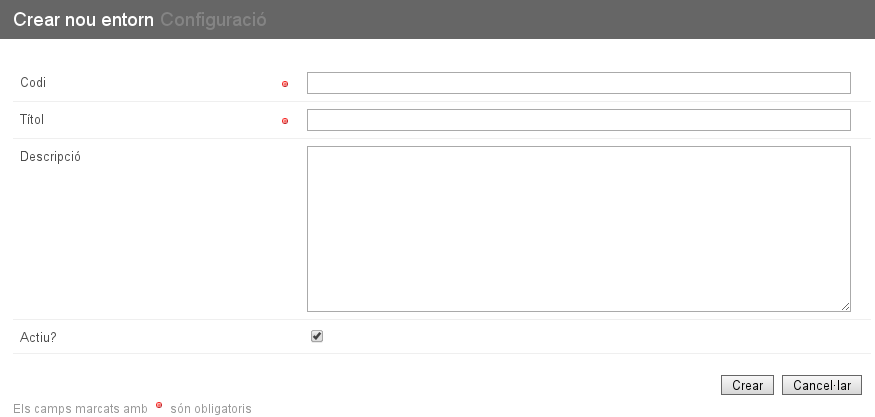 Crear nou entorn Configuració
Codi
Títol
Descripció
Actiu?
Crear Cancel·lar
Els camps marcats amb són obligatoris